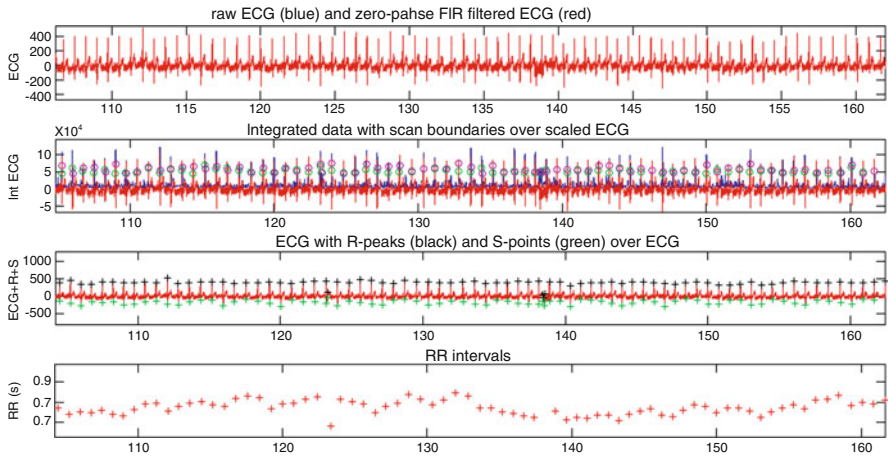 raw ECG (blue) and zero-pahse FIR filtered ECG (red)
ECG
400
200
0
-200
-400
110 115 120 125 130 135 140 145 150 155 160
Integrated data with scan boundaries over scaled ECG
X10⁴
Int ECG
10
5
0
-5
110 120 130 140 150 160
ECG with R-peaks (black) and S-points (green) over ECG
ECG+R+S
1000
500
0
-500
110 120 130 140 150 160
RR intervals
RR (s)
0.9
0.7
0.7
110 120 130 140 150 160